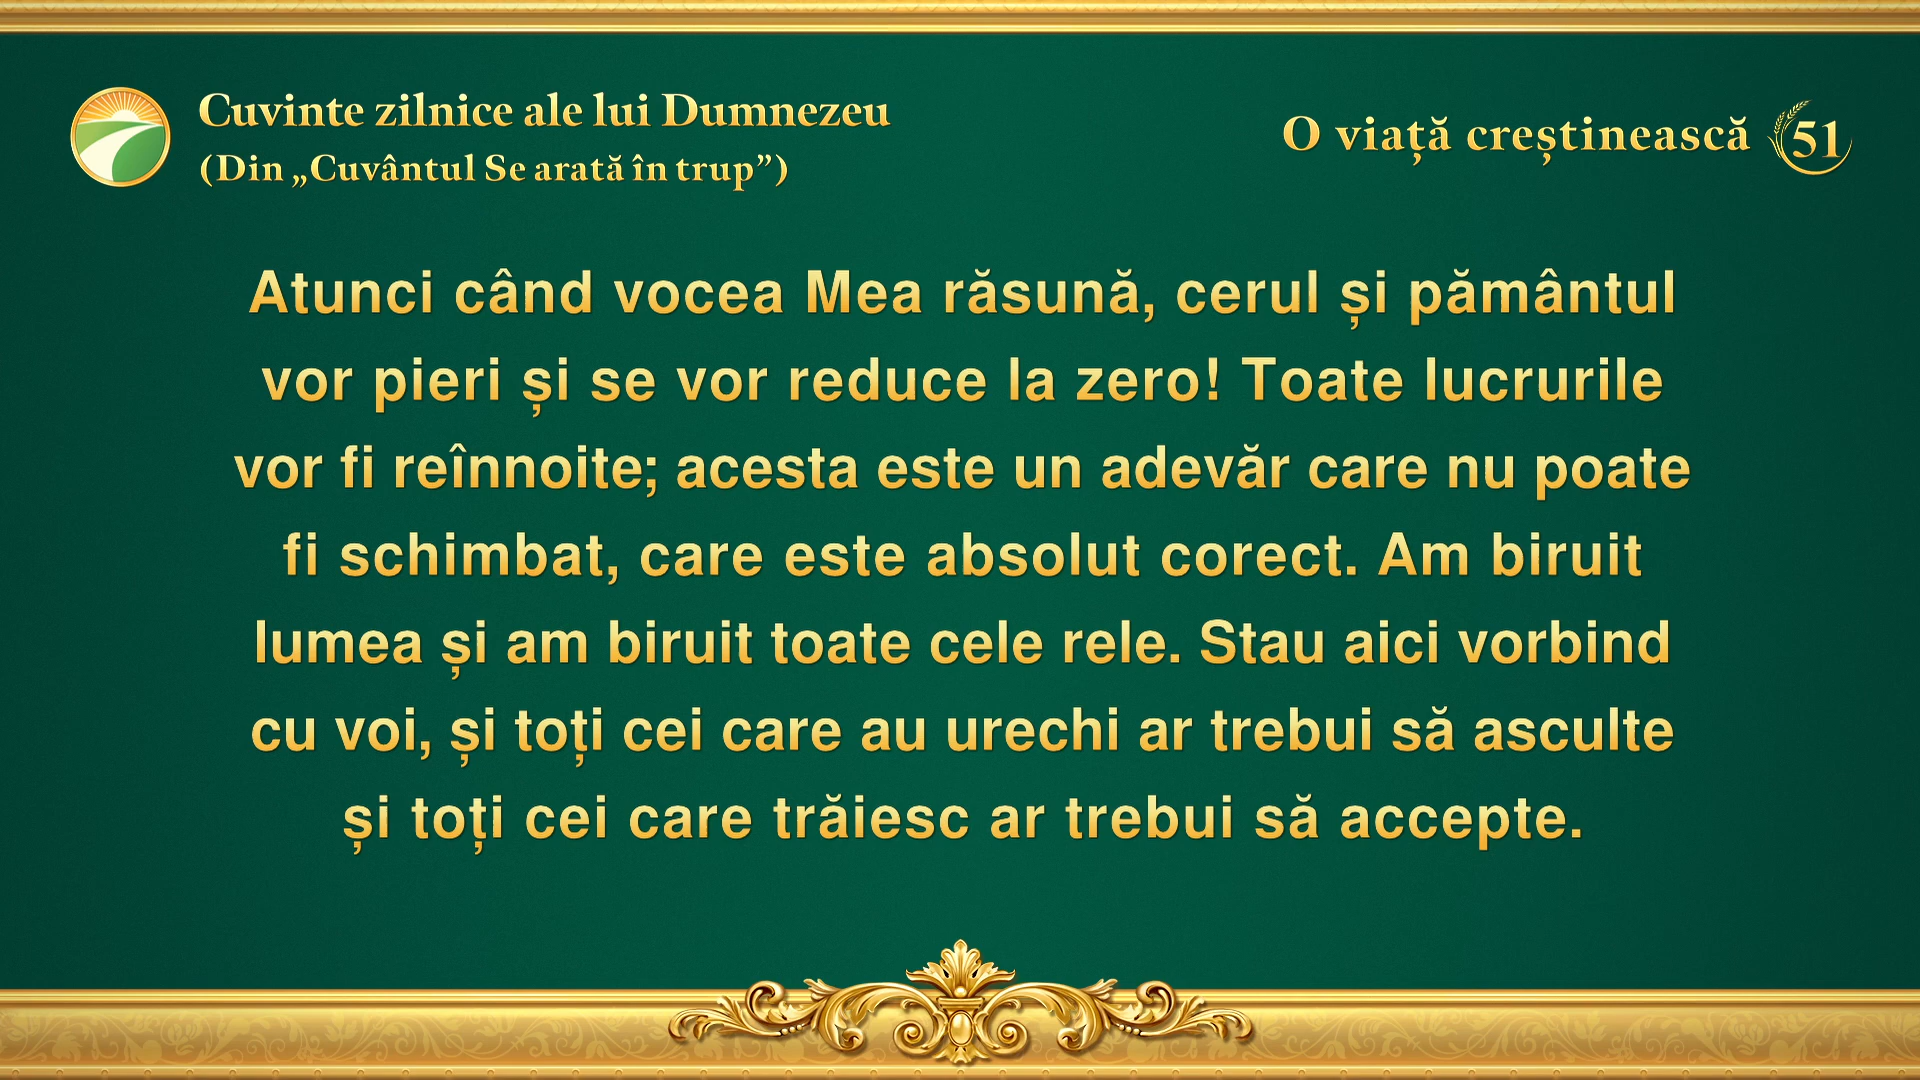 Cuvinte zilnice ale lui Dumnezeu
(Din „Cuvântul Se arată în trup”)
O viață creștinească 51
Atunci când vocea Mea răsună, cerul și pământul
vor pieri și se vor reduce la zero! Toate lucrurile
vor fi reînnoite; acesta este un adevăr care nu poate
fi schimbat, care este absolut corect. Am biruit
lumea și am biruit toate cele rele. Stau aici vorbind
cu voi, și toți cei care au urechi ar trebui să asculte
și toți cei care trăiesc ar trebui să accepte.